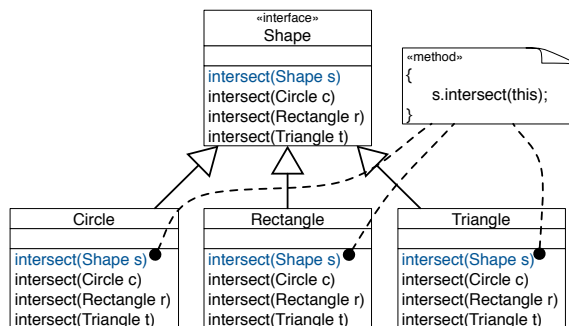 «interface»
Shape
intersect(Shape s)
intersect(Circle c)
intersect(Rectangle r)
intersect(Triangle t)
«method»
{
s.intersect(this);
}
Circle
intersect(Shape s)
intersect(Circle c)
intersect(Rectangle r)
intersect(Triangle t)
Rectangle
intersect(Shape s)
intersect(Circle c)
intersect(Rectangle r)
intersect(Triangle t)
Triangle
intersect(Shape s)
intersect(Circle c)
intersect(Rectangle r)
intersect(Triangle t)